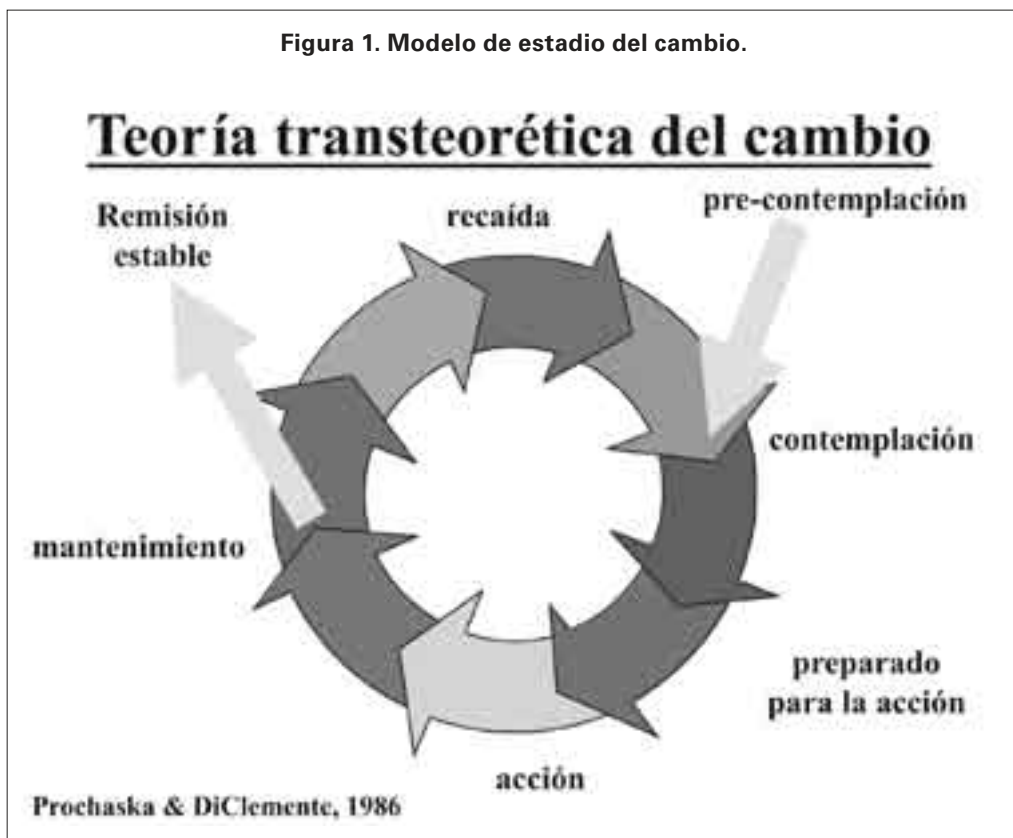 Figura 1. Modelo de estadio del cambio.
Teoría transteorética del cambio
Remisión
estable
recaída
pre-contemplación
contemplación
mantenimiento
preparado
para la acción
acción
Prochaska & DiClemente, 1986